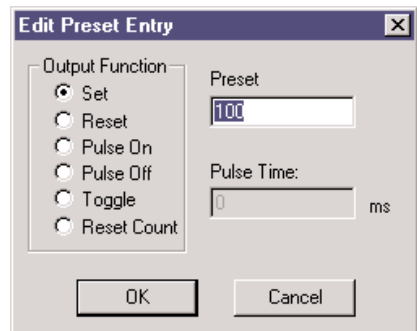 Edit Preset Entry
Output Function
Set
Reset
Pulse On
Pulse Off
Toggle
Reset Count
Preset
100
Pulse Time:
0
ms
OK
Cancel